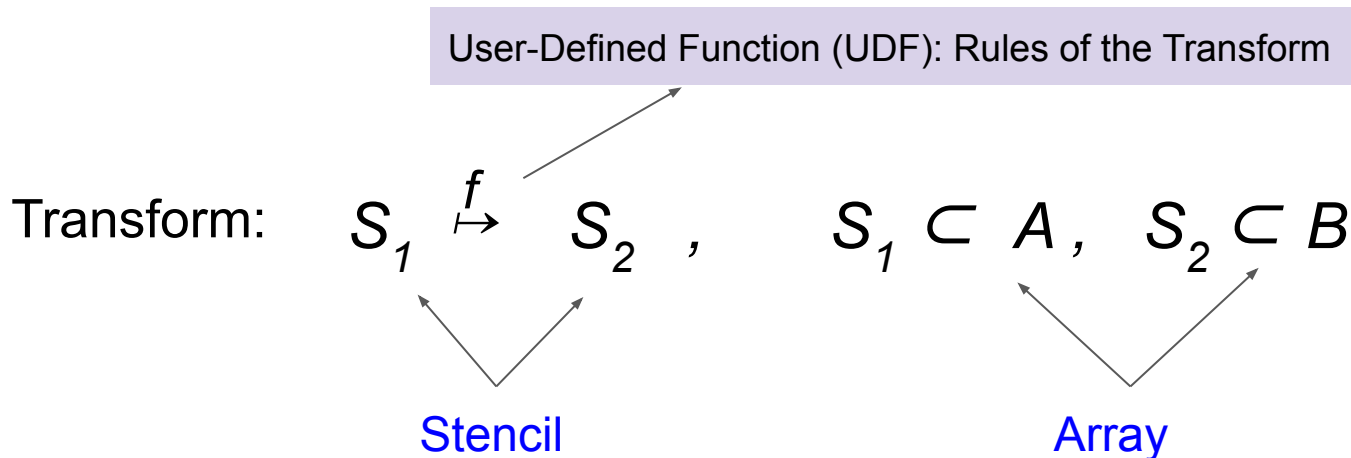 User-Defined Function (UDF): Rules of the Transform
Transform: S₁ f ↦ S₂ , S₁ ⊂ A , S₂ ⊂ B
Stencil Array